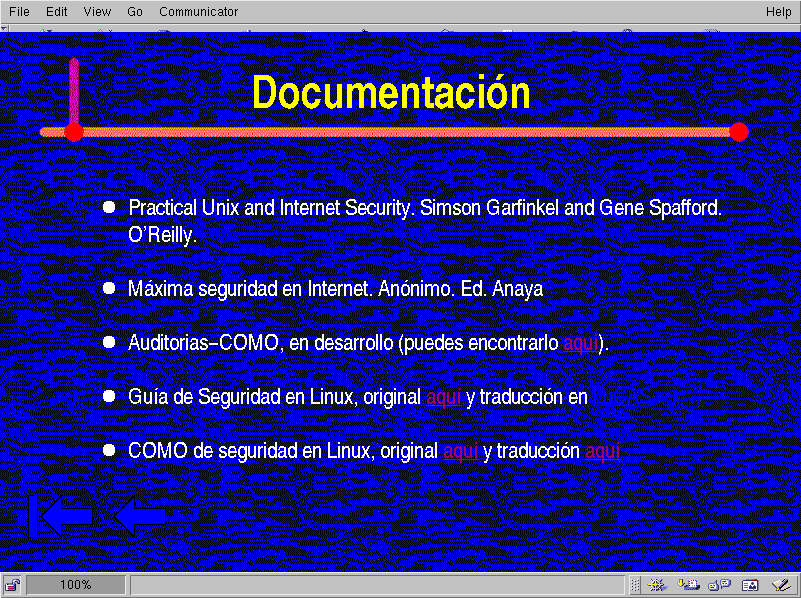 File Edit View Go Communicator Help
Documentación
Practical Unix and Internet Security. Simson Garfinkel and Gene Spafford.
O'Reilly.
Máxima seguridad en Internet. Anónimo. Ed. Anaya
Auditorias-COMO, en desarrollo (puedes encontrarlo aquí).
Guía de Seguridad en Linux, original aquí y traducción en
COMO de seguridad en Linux, original aquí y traducción aquí
100%